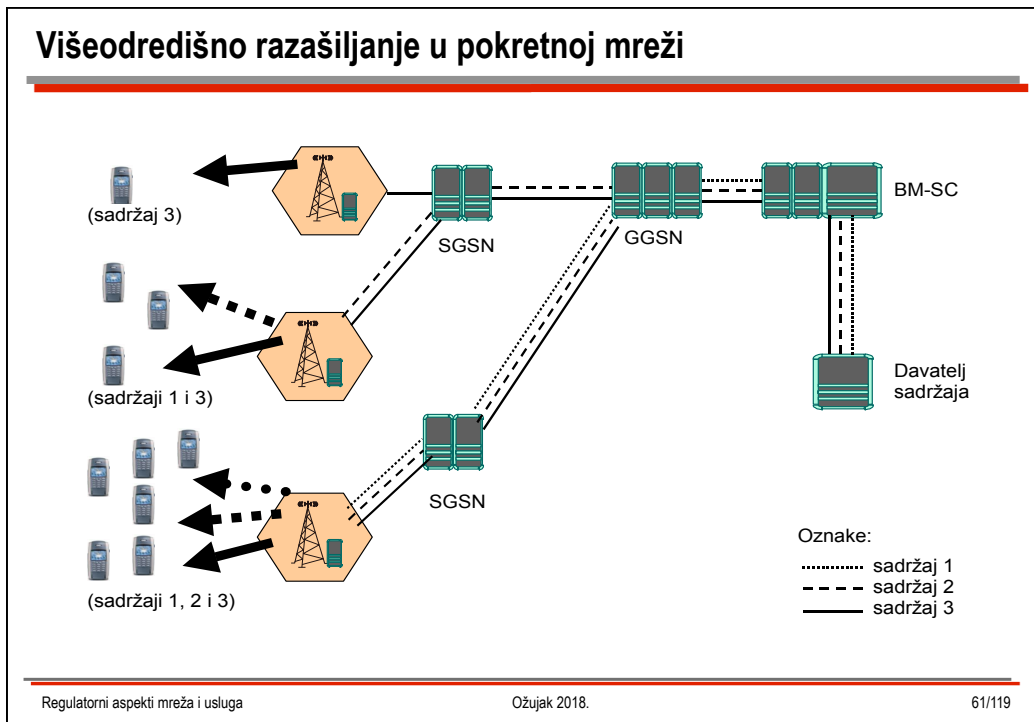 Višeodredišno razašiljanje u pokretnoj mreži
(sadržaj 3)
SGSN
GGSN
BM-SC
(sadržaji 1 i 3)
Davatelj
sadržaja
SGSN
(sadržaji 1, 2 i 3)
Oznake:
sadržaj 1
sadržaj 2
sadržaj 3
Regulatorni aspekti mreža i usluga
Ožujak 2018.
61/119